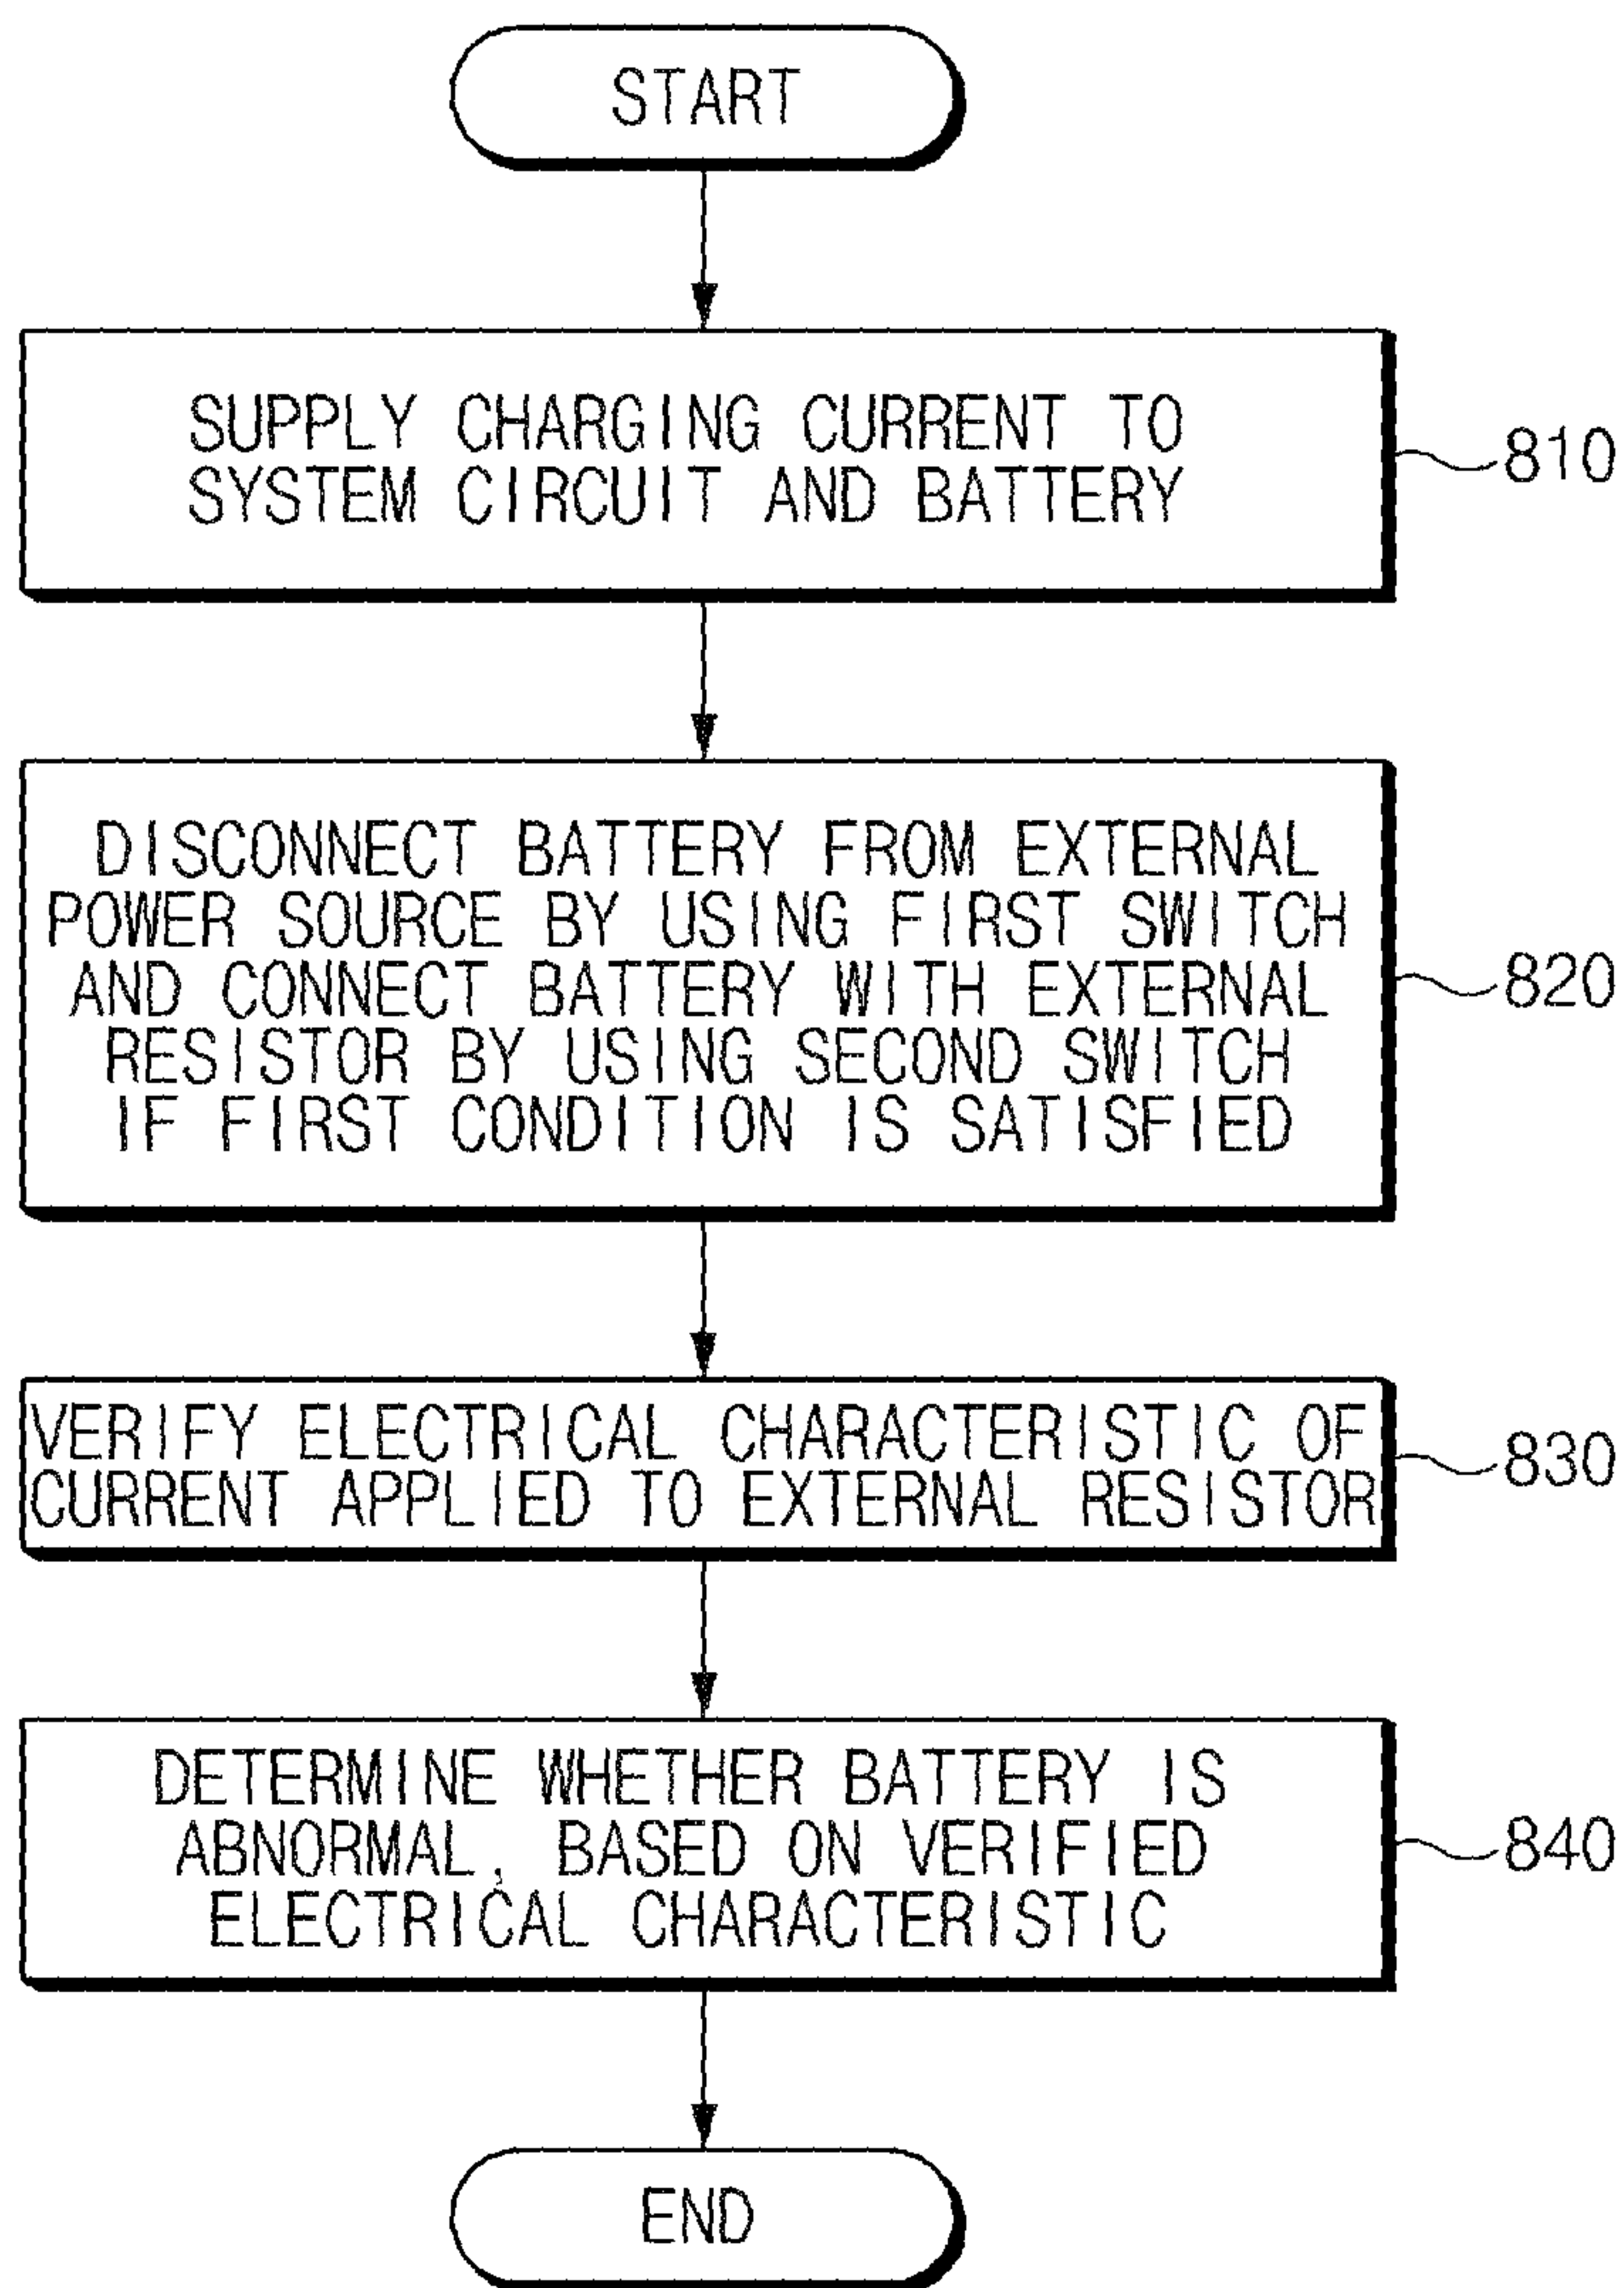 START
SUPPLY CHARGING CURRENT TO
SYSTEM CIRCUIT AND BATTERY
810
DISCONNECT BATTERY FROM EXTERNAL
POWER SOURCE BY USING FIRST SWITCH
AND CONNECT BATTERY WITH EXTERNAL
RESISTOR BY USING SECOND SWITCH
IF FIRST CONDITION IS SATISFIED
820
VERIFY ELECTRICAL CHARACTERISTIC OF
CURRENT APPLIED TO EXTERNAL RESISTOR
830
DETERMINE WHETHER BATTERY IS
ABNORMAL, BASED ON VERIFIED
ELECTRICAL CHARACTERISTIC
840
END